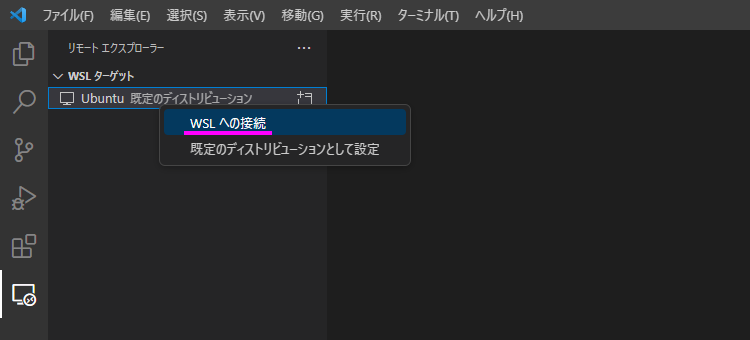 ファイル(F) 編集(E) 選択(S) 表示(V) 移動(G) 実行(R) ターミナル(T) ヘルプ(H)
リモート エクスプローラー
WSL ターゲット
Ubuntu 既定のディストリビューション
WSL への接続
既定のディストリビューションとして設定